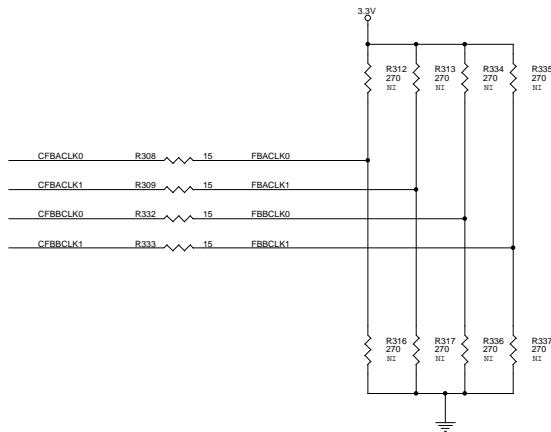 3.3V
R312 R313 R334 R335
270 270 270 270
NI NI NI NI
CFBACLK0 R308 15 FBACLK0
CFBACLK1 R309 15 FBACLK1
CFBBCLK0 R332 15 FBBCLK0
CFBBCLK1 R333 15 FBBCLK1
R316 R317 R336 R337
270 270 270 270
NI NI NI NI